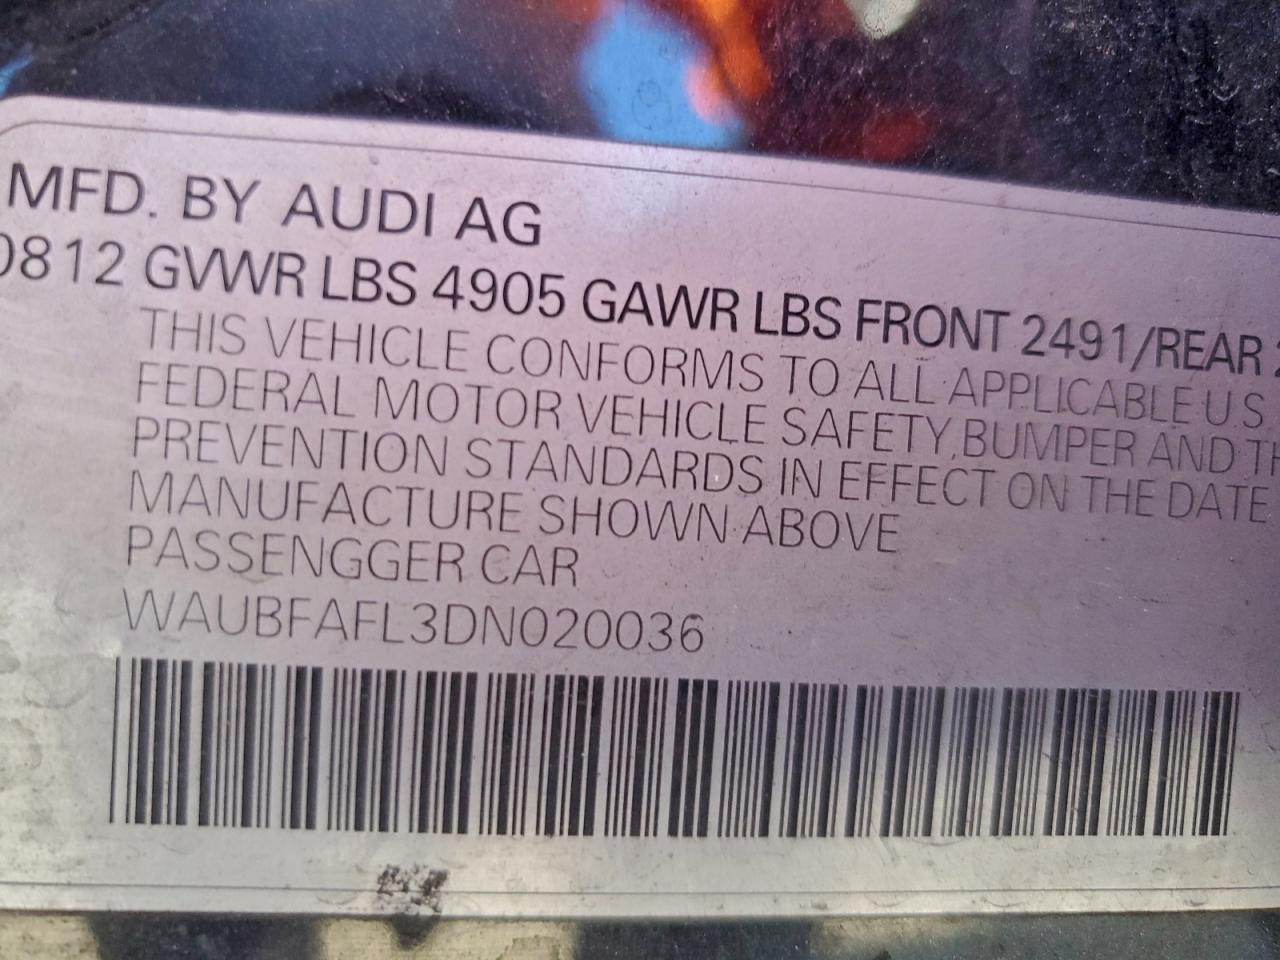 MFD. BY AUDI AG
0812 GVWR LBS 4905 GAWR LBS FRONT 2491/REAR
THIS VEHICLE CONFORMS TO ALL APPLICABLE U.S.
FEDERAL MOTOR VEHICLE SAFETY, BUMPER AND
PREVENTION STANDARDS IN EFFECT ON THE DATE
MANUFACTURE SHOWN ABOVE
PASSENGGER CAR
WAUBFAFL3DN020036